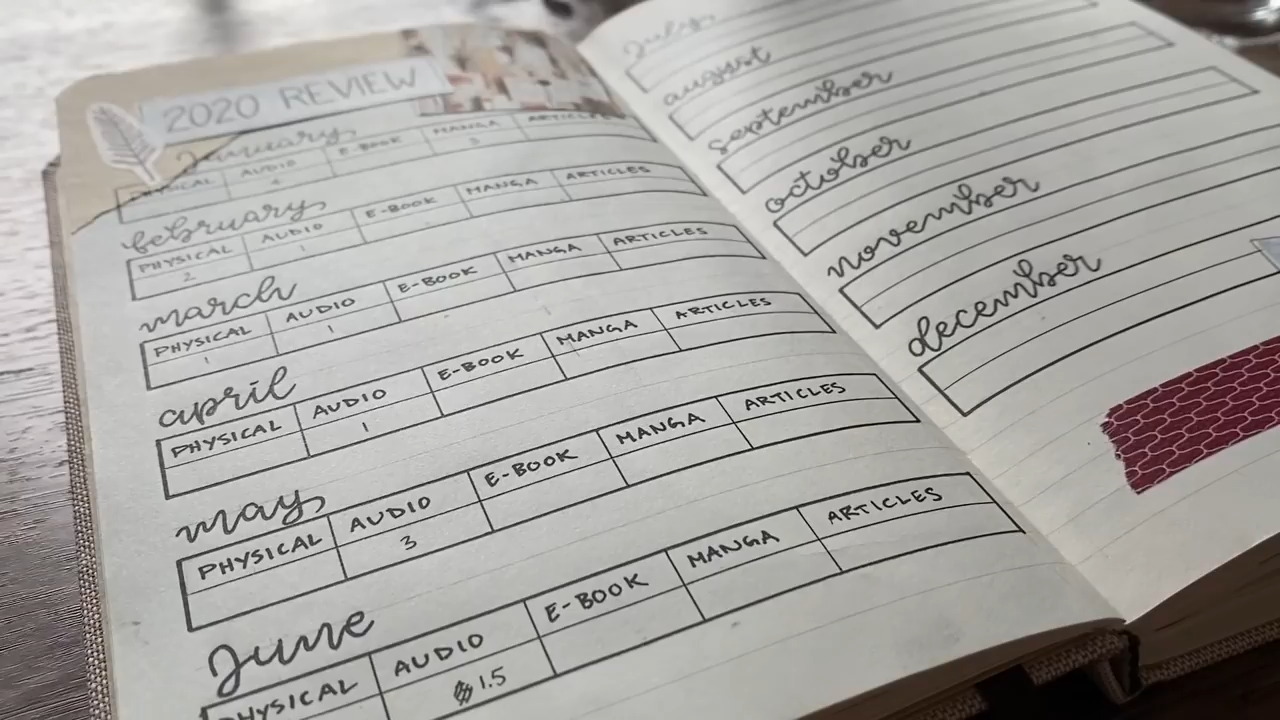 2020 REVIEW
January
PHYSICAL AUDIO E-BOOK MANGA ARTICLES
february
PHYSICAL AUDIO E-BOOK MANGA ARTICLES
2 1
march
PHYSICAL AUDIO E-BOOK MANGA ARTICLES
1 1
april
PHYSICAL AUDIO E-BOOK MANGA ARTICLES
1
may
PHYSICAL AUDIO E-BOOK MANGA ARTICLES
3
June
PHYSICAL AUDIO E-BOOK MANGA ARTICLES
1.5
July
august
september
october
november
december